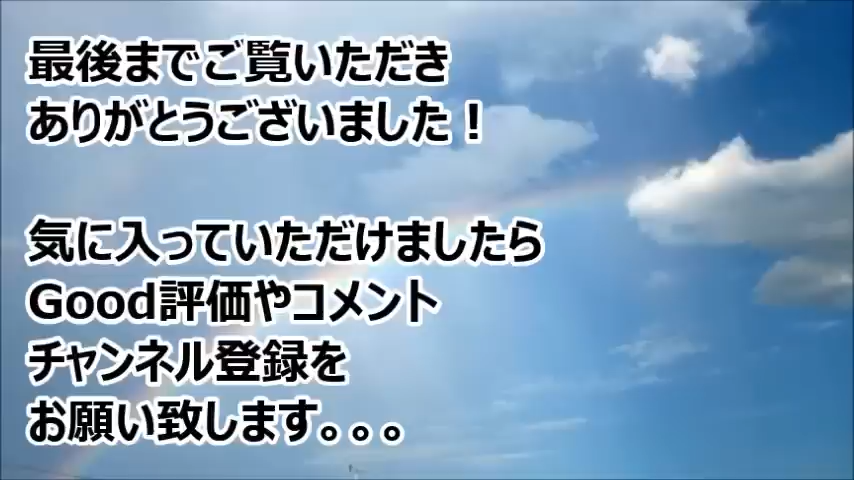 最後までご覧いただき
ありがとうございました！
気に入っていただけましたら
Good評価やコメント
チャンネル登録を
お願い致します。。。